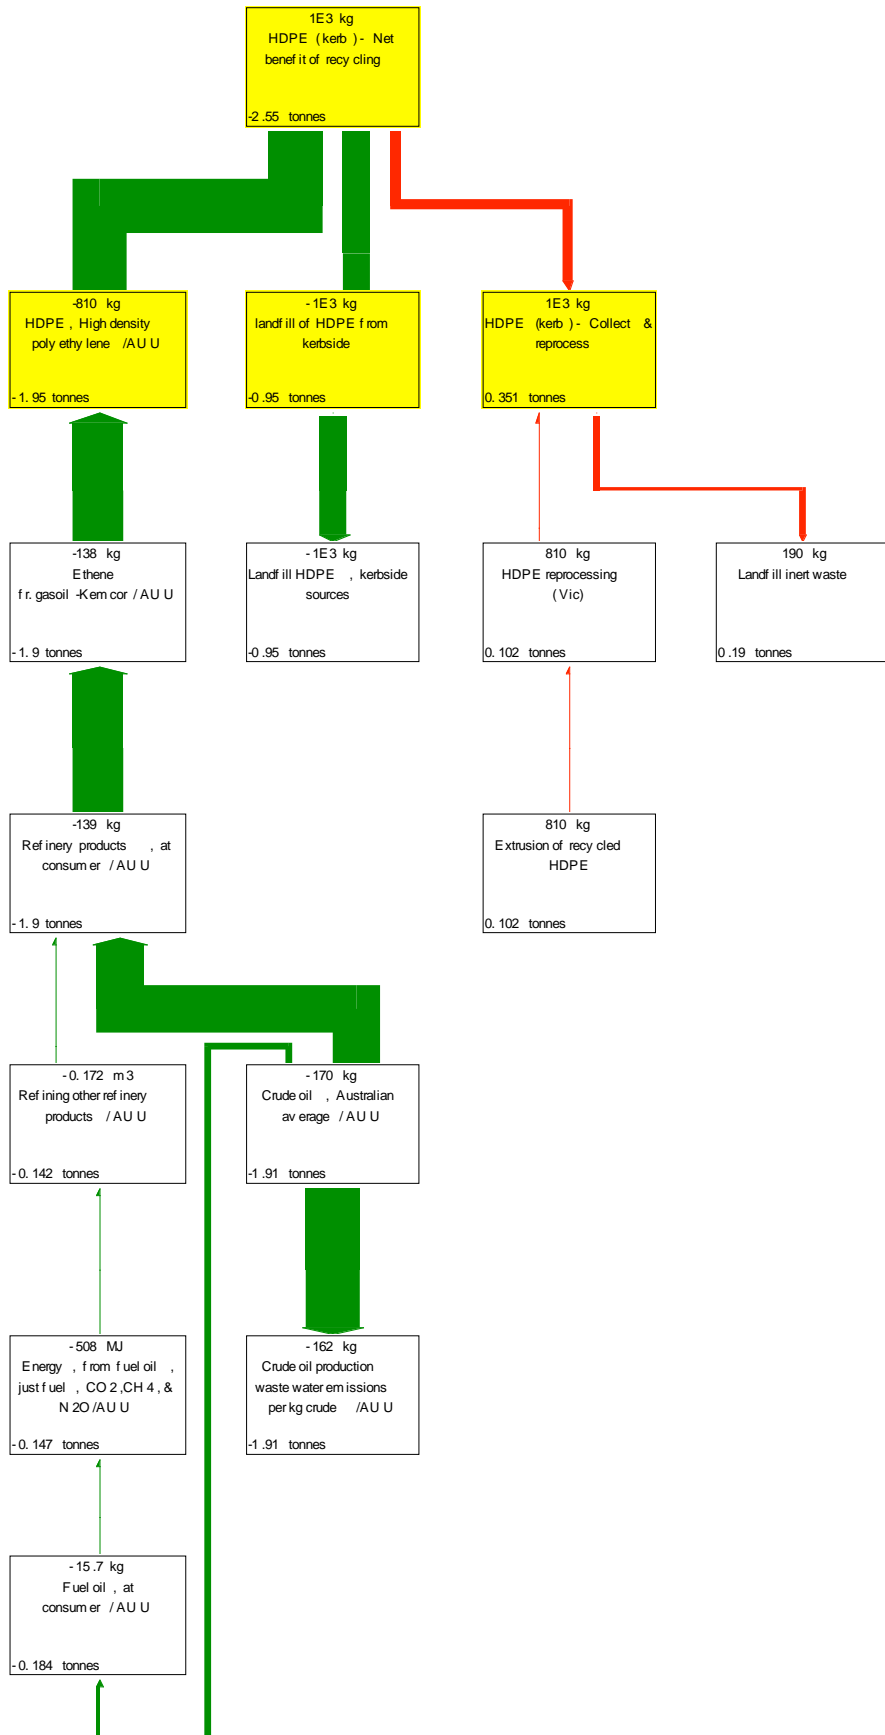 1E3 kg
HDPE (kerb) - Net
benefit of recycling
-2.55 tonnes
-810 kg
HDPE, High density
polyethylene /AU U
-1.95 tonnes
-1E3 kg
landfill of HDPE from
kerbside
-0.95 tonnes
1E3 kg
HDPE (kerb) - Collect &
reprocess
0.351 tonnes
-138 kg
Ethene
fr.gasoil -Kemcor /AU U
-1.9 tonnes
-1E3 kg
Landfill HDPE, kerbside
sources
-0.95 tonnes
810 kg
HDPE reprocessing
(Vic)
0.102 tonnes
190 kg
Landfill inert waste
0.19 tonnes
-139 kg
Refinery products, at
consumer /AU U
-1.9 tonnes
810 kg
Extrusion of recycled
HDPE
0.102 tonnes
-0.172 m3
Refining other refinery
products /AU U
-0.142 tonnes
-170 kg
Crude oil, Australian
average /AU U
-1.91 tonnes
-508 MJ
Energy, from fuel oil,
just fuel, CO2,CH4, &
N2O/AU U
-0.147 tonnes
-162 kg
Crude oil production
waste water emissions
per kg crude /AU U
-1.91 tonnes
-15.7 kg
Fuel oil, at
consumer /AU U
-0.184 tonnes